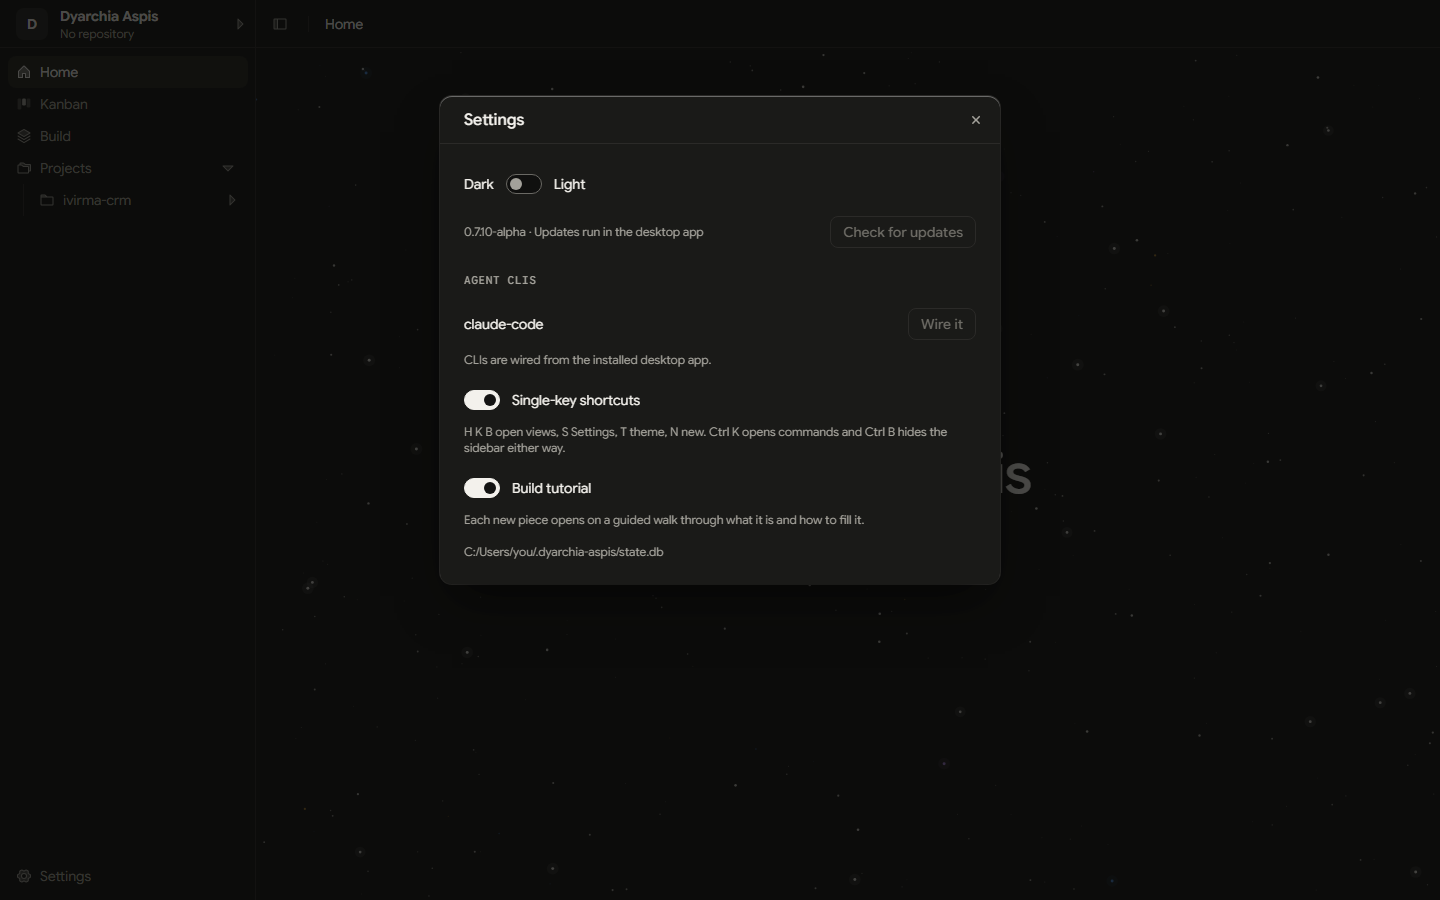 D
Dyarchia Aspis
No repository
Home
Home
Kanban
Build
Projects
ivirma-crm
Settings
Settings
Dark
Light
0.7.10-alpha · Updates run in the desktop app
Check for updates
AGENT CLIS
claude-code
Wire it
CLIs are wired from the installed desktop app.
Single-key shortcuts
H K B open views, S Settings, T theme, N new. Ctrl K opens commands and Ctrl B hides the
sidebar either way.
Build tutorial
Each new piece opens on a guided walk through what it is and how to fill it.
C:/Users/you/.dyarchia-aspis/state.db
is